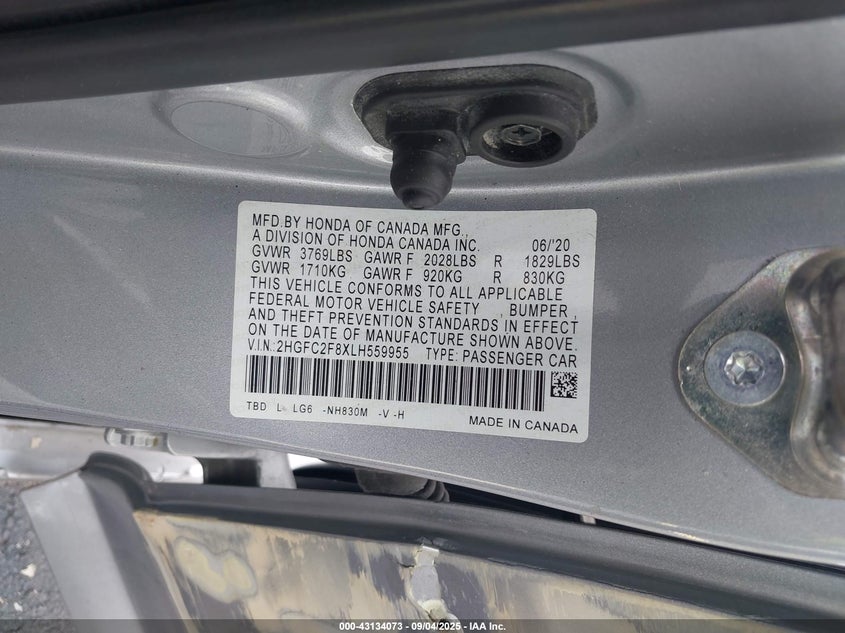 MFD.BY HONDA OF CANADA MFG.,
A DIVISION OF HONDA CANADA INC. 06/'20
GVWR 3769LBS GAWR F 2028LBS R 1829LBS
GVWR 1710KG GAWR F 920KG R 830KG
THIS VEHICLE CONFORMS TO ALL APPLICABLE
FEDERAL MOTOR VEHICLE SAFETY , BUMPER ,
AND THEFT PREVENTION STANDARDS IN EFFECT
ON THE DATE OF MANUFACTURE SHOWN ABOVE.
V.I.N: 2HGFC2F8XLH559955 TYPE: PASSENGER CAR
TBD L LG6 -NH830M -V -H
MADE IN CANADA
000-43134073 - 09/04/2025 - IAA Inc.